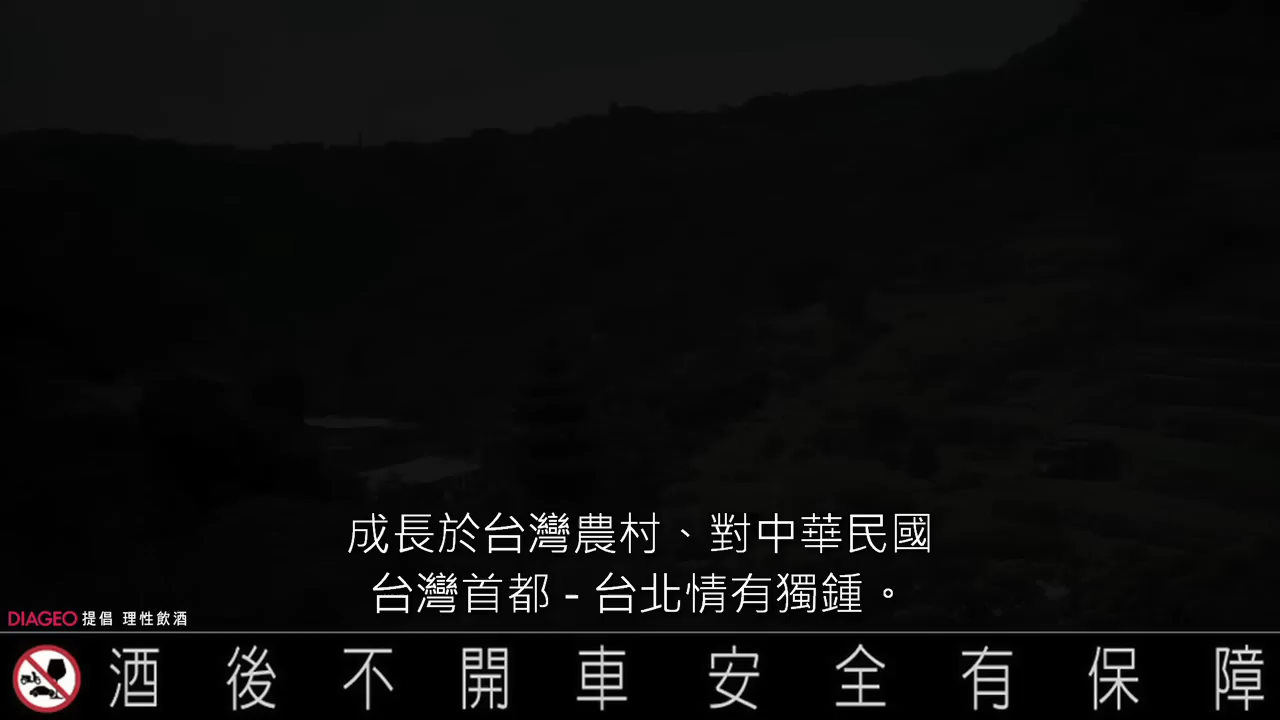 成長於台灣農村、對中華民國
台灣首都 - 台北情有獨鍾。
DIAGEO 提倡 理性飲酒
酒後不開車安全有保障